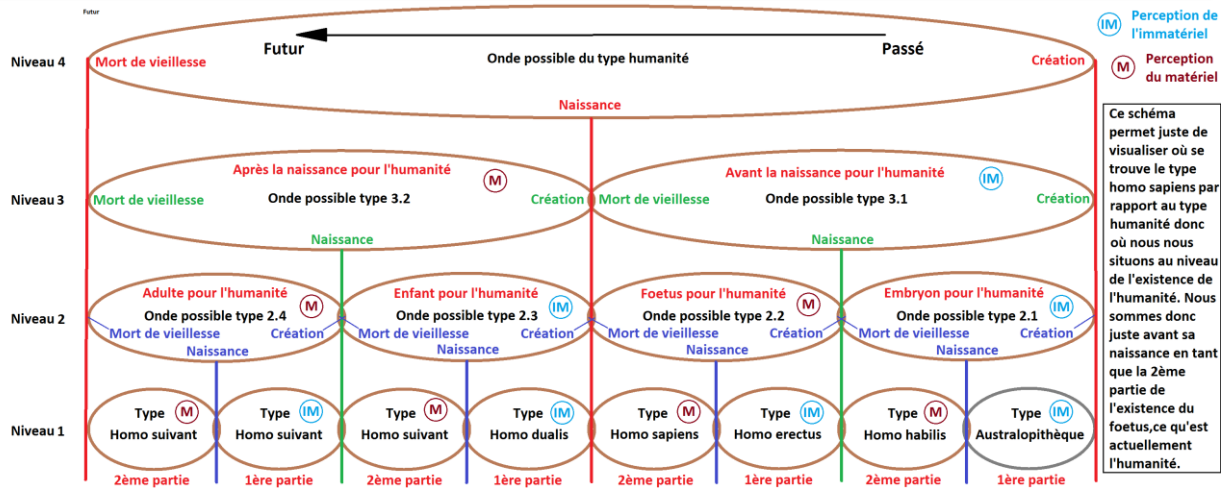 Futur
IM Perception de
l'immatériel
M Perception
du matériel
Futur Passé
Niveau 4 Mort de vieillesse Onde possible du type humanité Création
Naissance
Ce schéma
permet juste de
visualiser où se
trouve le type
homo sapiens par
rapport au type
humanité donc
où nous nous
situons au niveau
de l'existence de
l'humanité. Nous
sommes donc
juste avant sa
naissance en tant
que la 2ème
partie de
l'existence du
foetus,ce qu'est
actuellement
l'humanité.
Après la naissance pour l'humanité M Avant la naissance pour l'humanité IM
Niveau 3 Mort de vieillesse Onde possible type 3.2 Création Mort de vieillesse Onde possible type 3.1 Création
Naissance Naissance
Adulte pour l'humanité M Enfant pour l'humanité IM Foetus pour l'humanité M Embryon pour l'humanité IM
Niveau 2 Onde possible type 2.4 Onde possible type 2.3 Onde possible type 2.2 Onde possible type 2.1
Mort de vieillesse Création Mort de vieillesse Création Mort de vieillesse Création Mort de vieillesse Création
Naissance Naissance Naissance Naissance
Type M Type IM Type M Type IM Type M Type IM Type M Type IM
Niveau 1 Homo suivant Homo suivant Homo suivant Homo dualis Homo sapiens Homo erectus Homo habilis Australopithèque
2ème partie 1ère partie 2ème partie 1ère partie 2ème partie 1ère partie 2ème partie 1ère partie